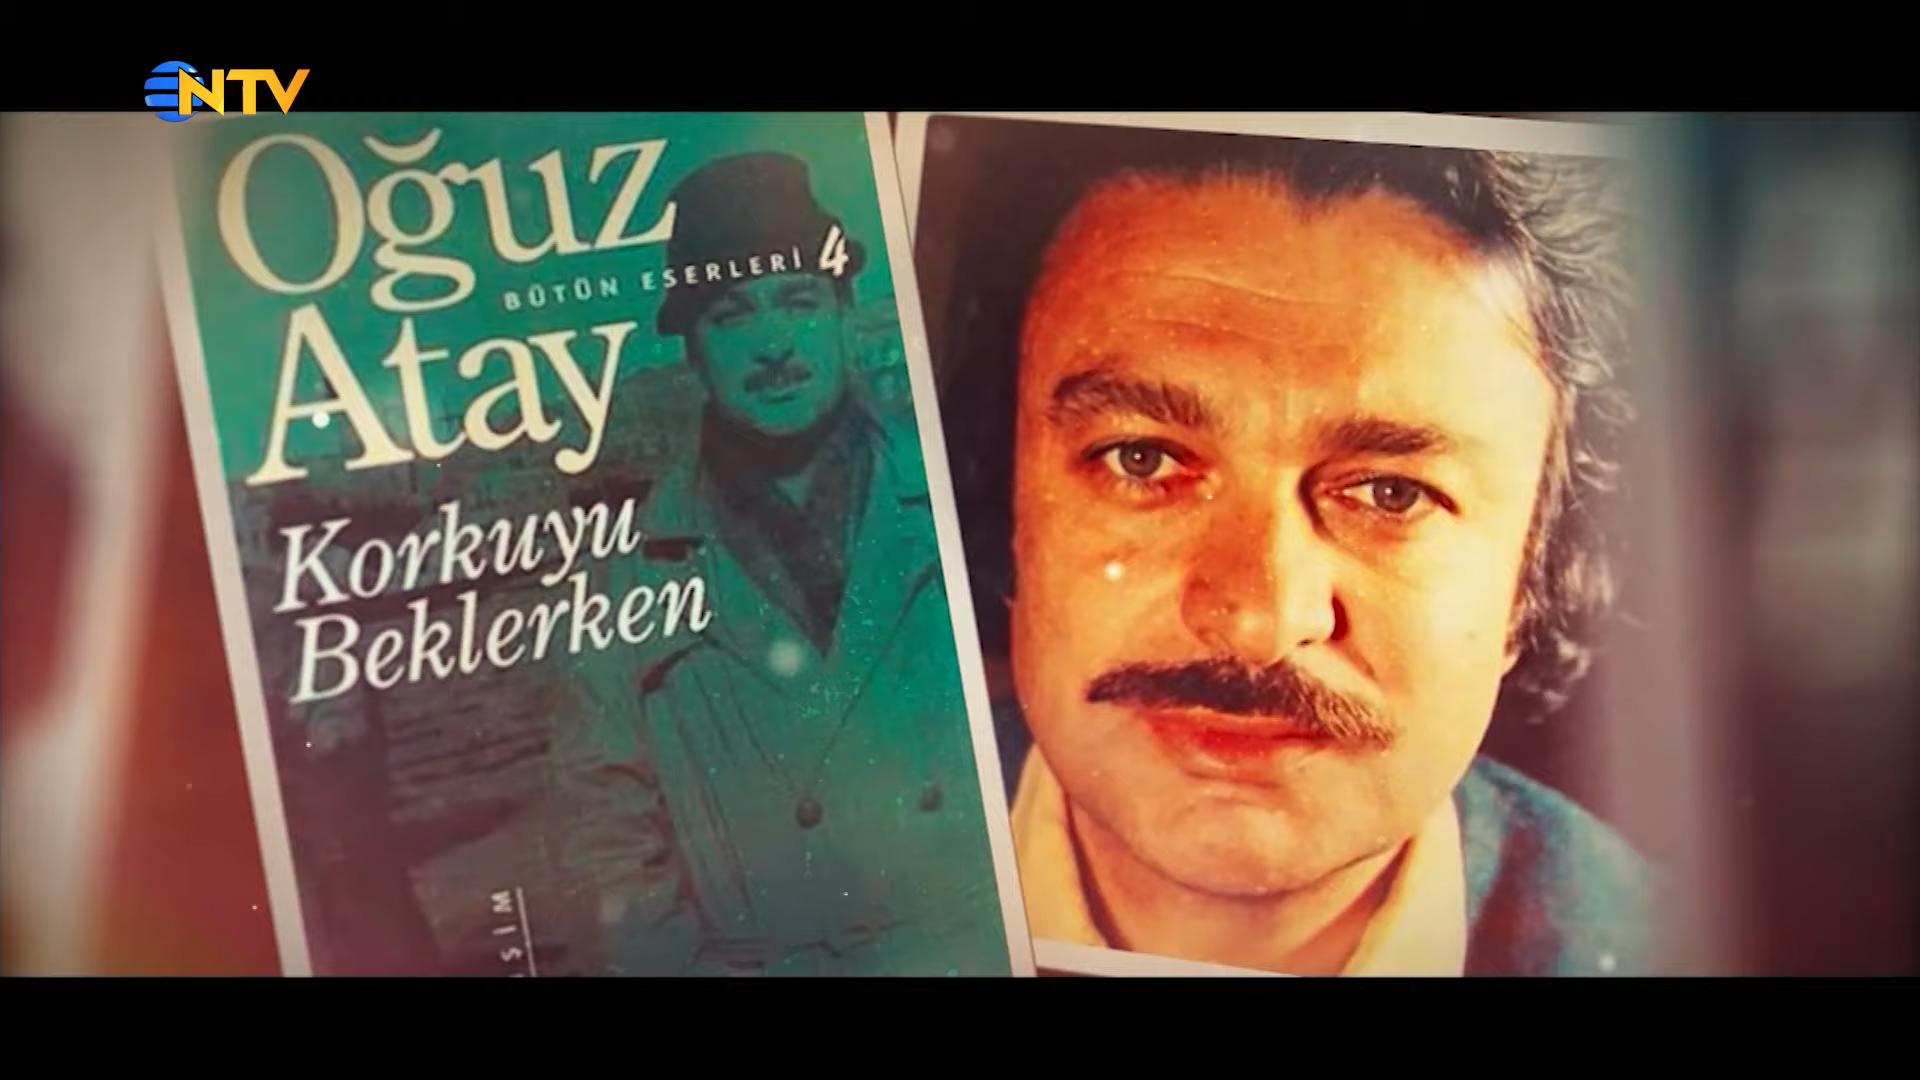 NTV
Oğuz
BÜTÜN ESERLERİ 4
Atay
Korkuyu
Beklerken